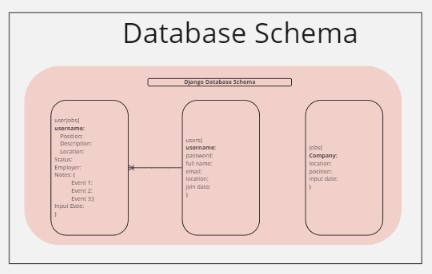 Database Schema
Django Database Schema
userjobs{
username:
Position:
Description:
Location:
Status:
Employer:
Notes: {
Event 1:
Event 2:
Event 3:}
Input Date:
}
users{
username:
password:
full name:
email:
location:
join date:
}
jobs{
Company:
location:
position:
input date:
}